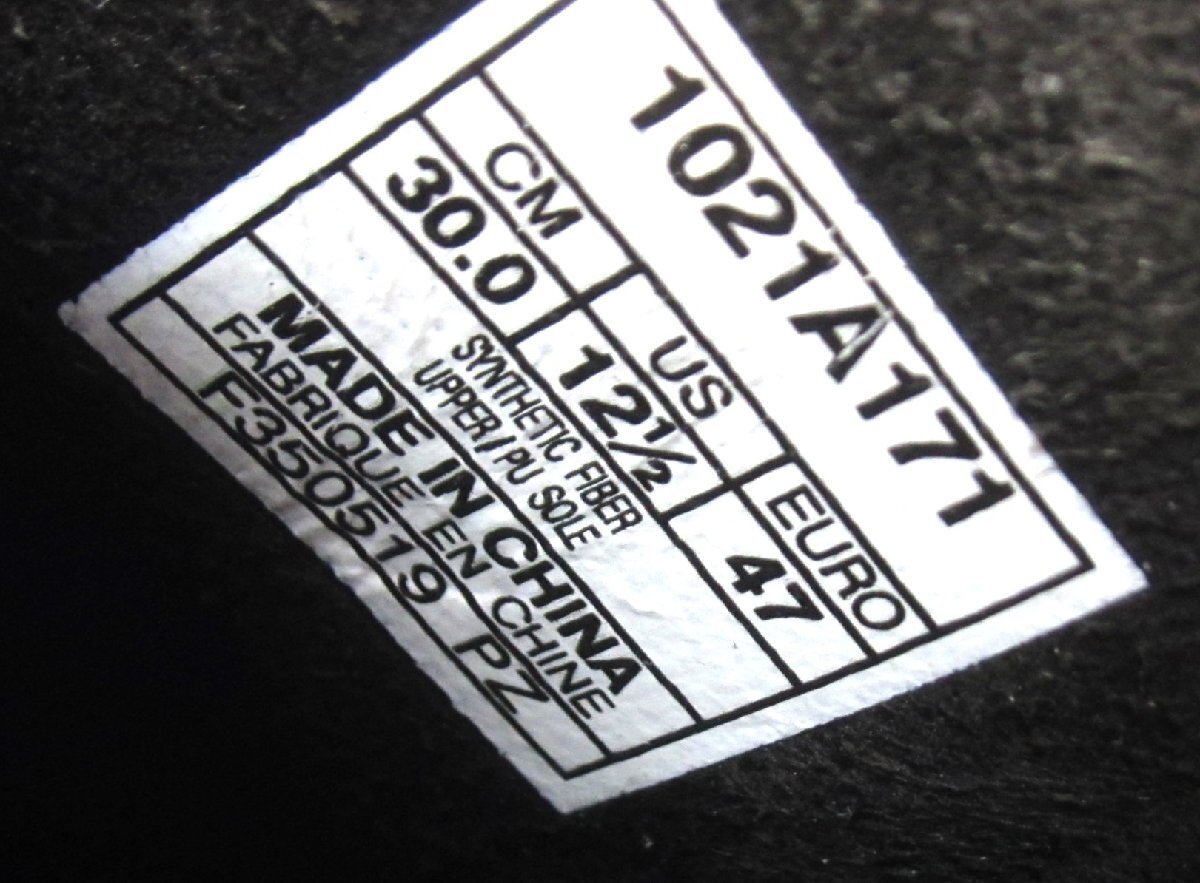 1021A171
CM US EURO
30.0 12½ 47
SYNTHETIC FIBER
UPPER/PU SOLE
MADE IN CHINA
FABRIQUE EN CHINE
F350519 PZ